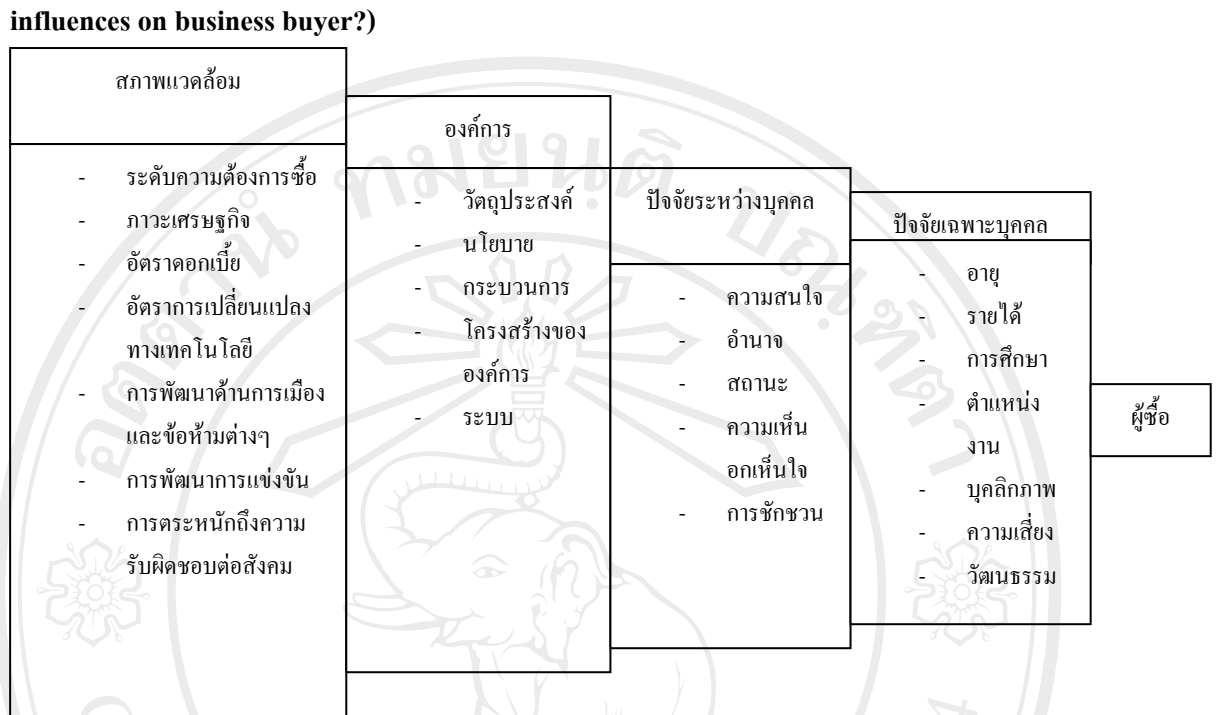 influences on business buyer?)
สภาพแวดล้อม
- ระดับความต้องการซื้อ
- ภาวะเศรษฐกิจ
- อัตราดอกเบี้ย
- อัตราการเปลี่ยนแปลง
ทางเทคโนโลยี
- การพัฒนาด้านการเมือง
และข้อห้ามต่างๆ
- การพัฒนาการแข่งขัน
- การตระหนักถึงความ
รับผิดชอบต่อสังคม
องค์การ
- วัตถุประสงค์
- นโยบาย
- กระบวนการ
- โครงสร้างของ
องค์การ
- ระบบ
ปัจจัยระหว่างบุคคล
- ความสนใจ
- อำนาจ
- สถานะ
- ความเห็น
อกเห็นใจ
- การชักชวน
ปัจจัยเฉพาะบุคคล
- อายุ
- รายได้
- การศึกษา
- ตำแหน่ง
งาน
- บุคลิกภาพ
- ความเสี่ยง
- วัฒนธรรม
ผู้ซื้อ